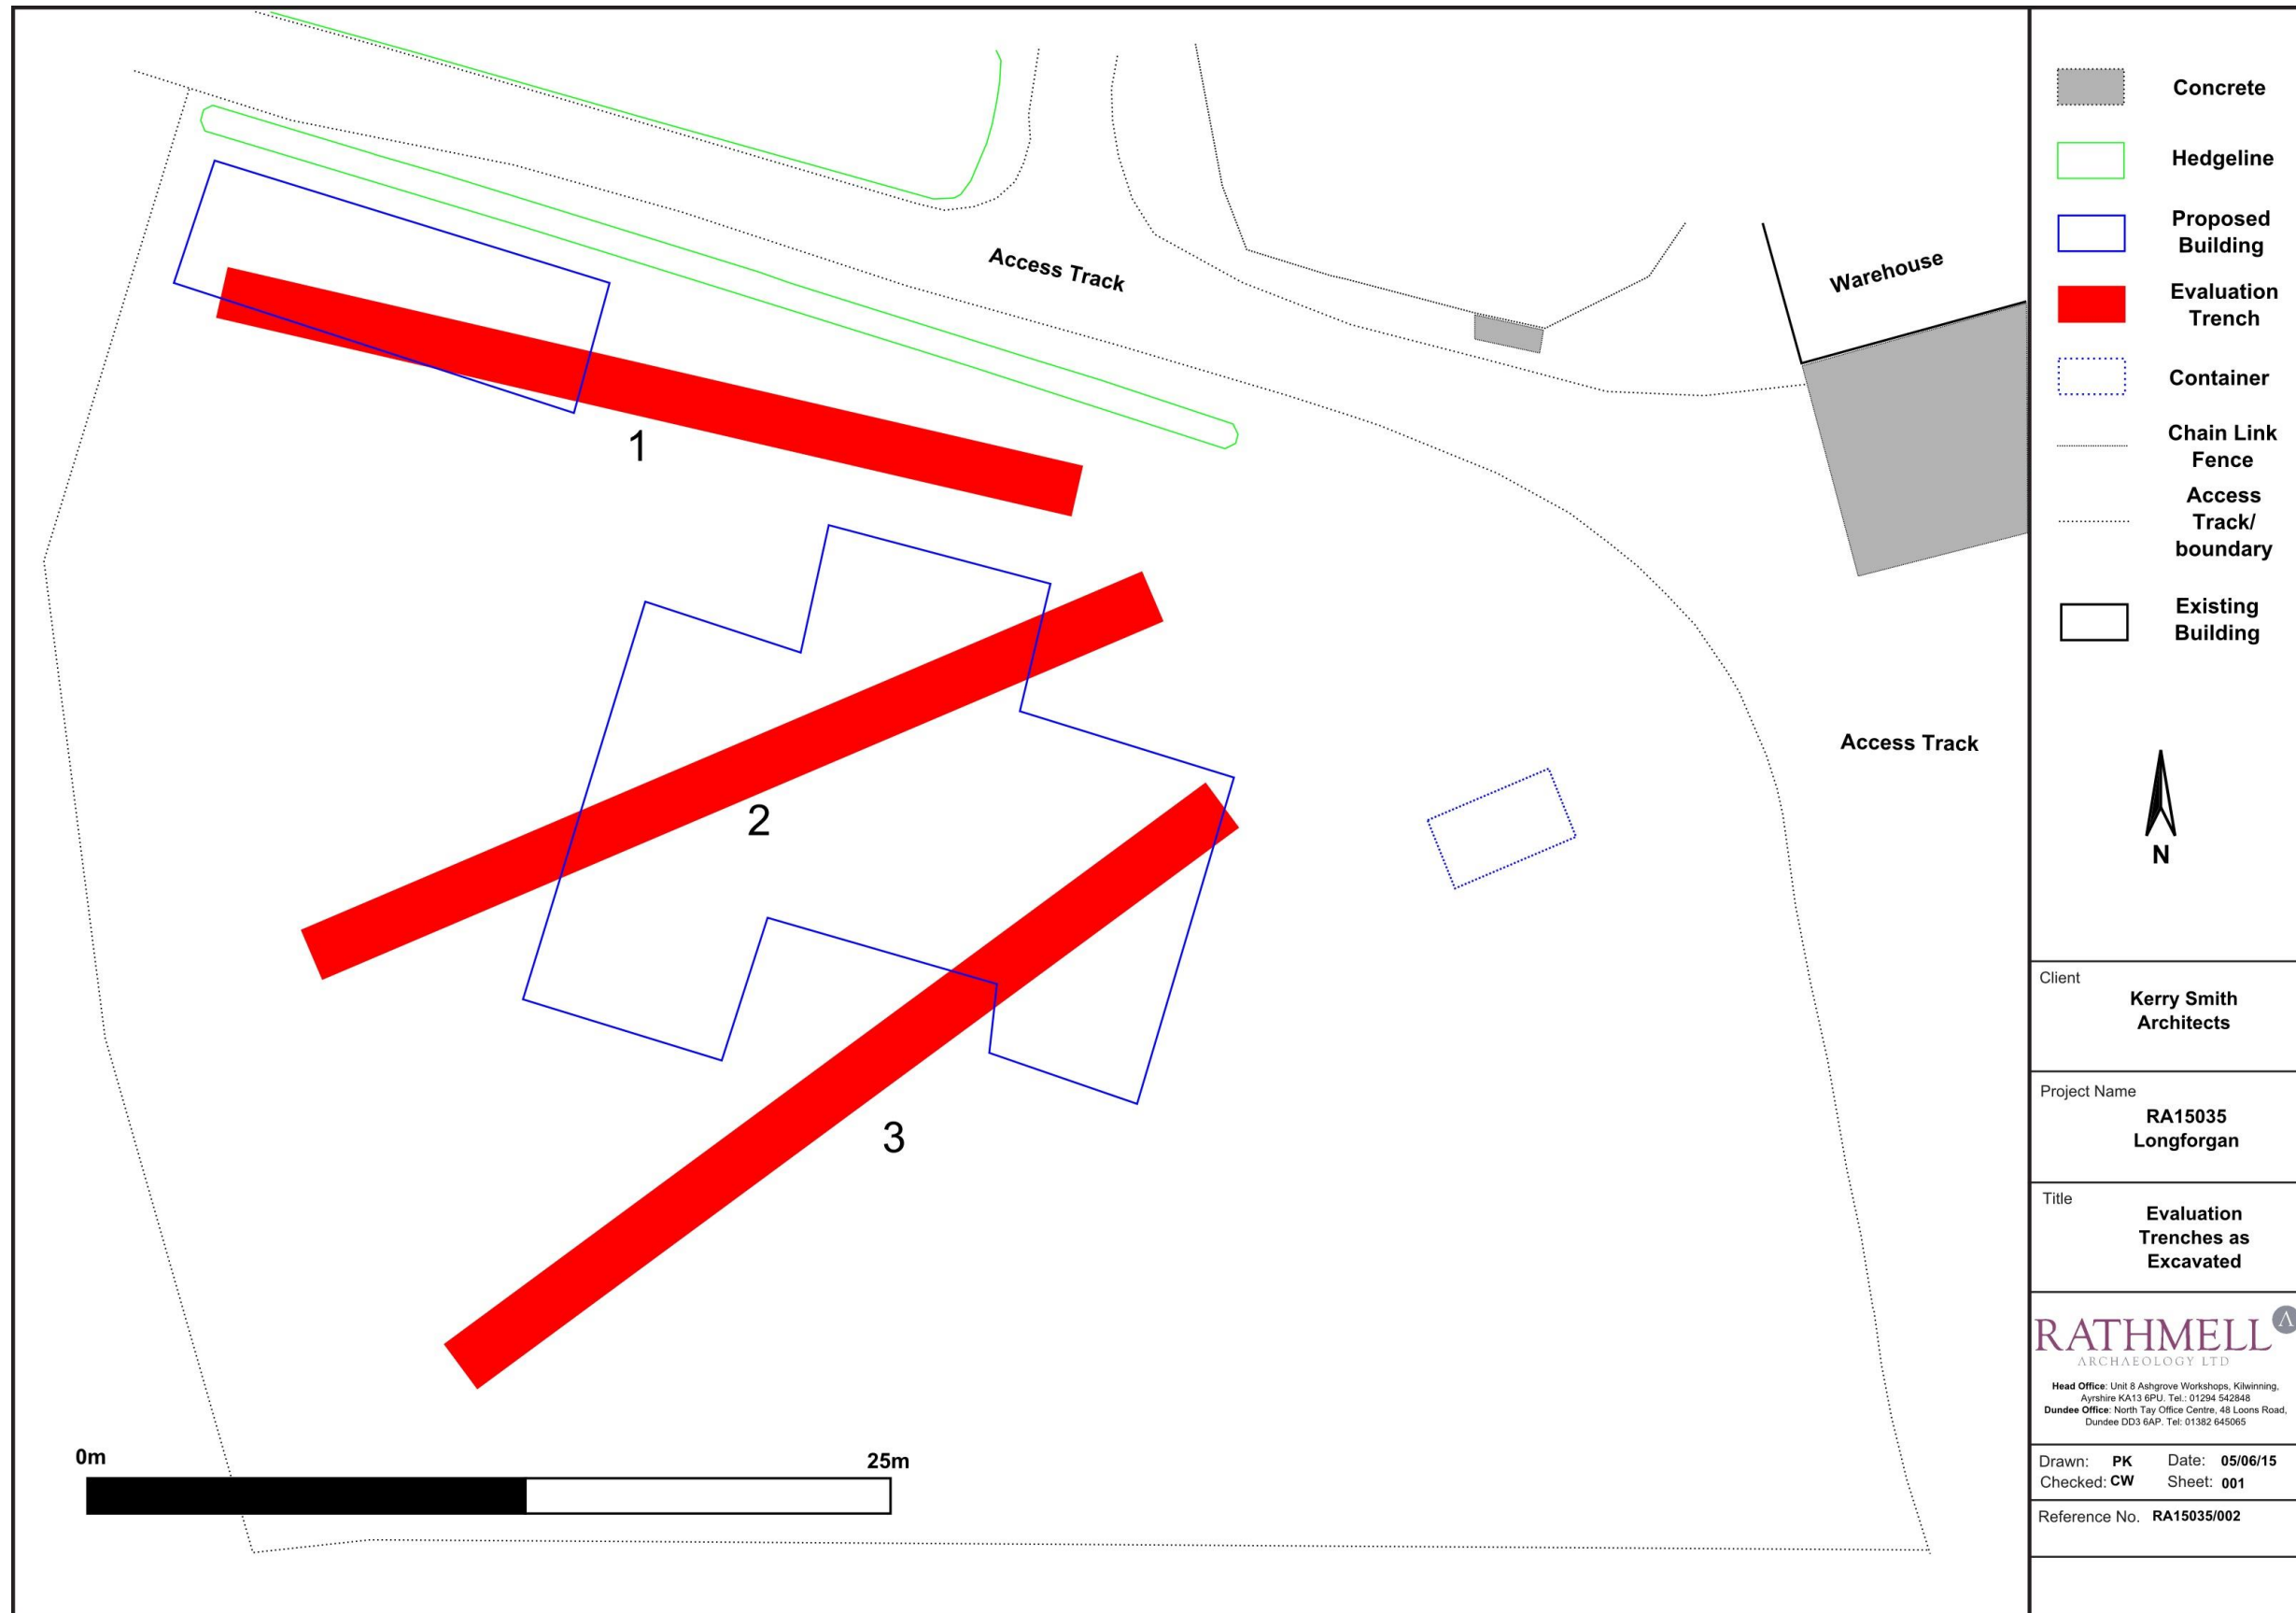 Access Track
Warehouse
1
2
3
Access Track
0m
25m
Concrete
Hedgeline
Proposed
Building
Evaluation
Trench
Container
Chain Link
Fence
Access
Track/
boundary
Existing
Building
N
Client
Kerry Smith
Architects
Project Name
RA15035
Longforgan
Title
Evaluation
Trenches as
Excavated
RATHMELL Λ
ARCHAEOLOGY LTD
Head Office: Unit 8 Ashgrove Workshops, Kilwinning,
Ayrshire KA13 6PU. Tel.: 01294 542848
Dundee Office: North Tay Office Centre, 48 Loons Road,
Dundee DD3 6AP. Tel: 01382 645065
Drawn: PK Date: 05/06/15
Checked: CW Sheet: 001
Reference No. RA15035/002